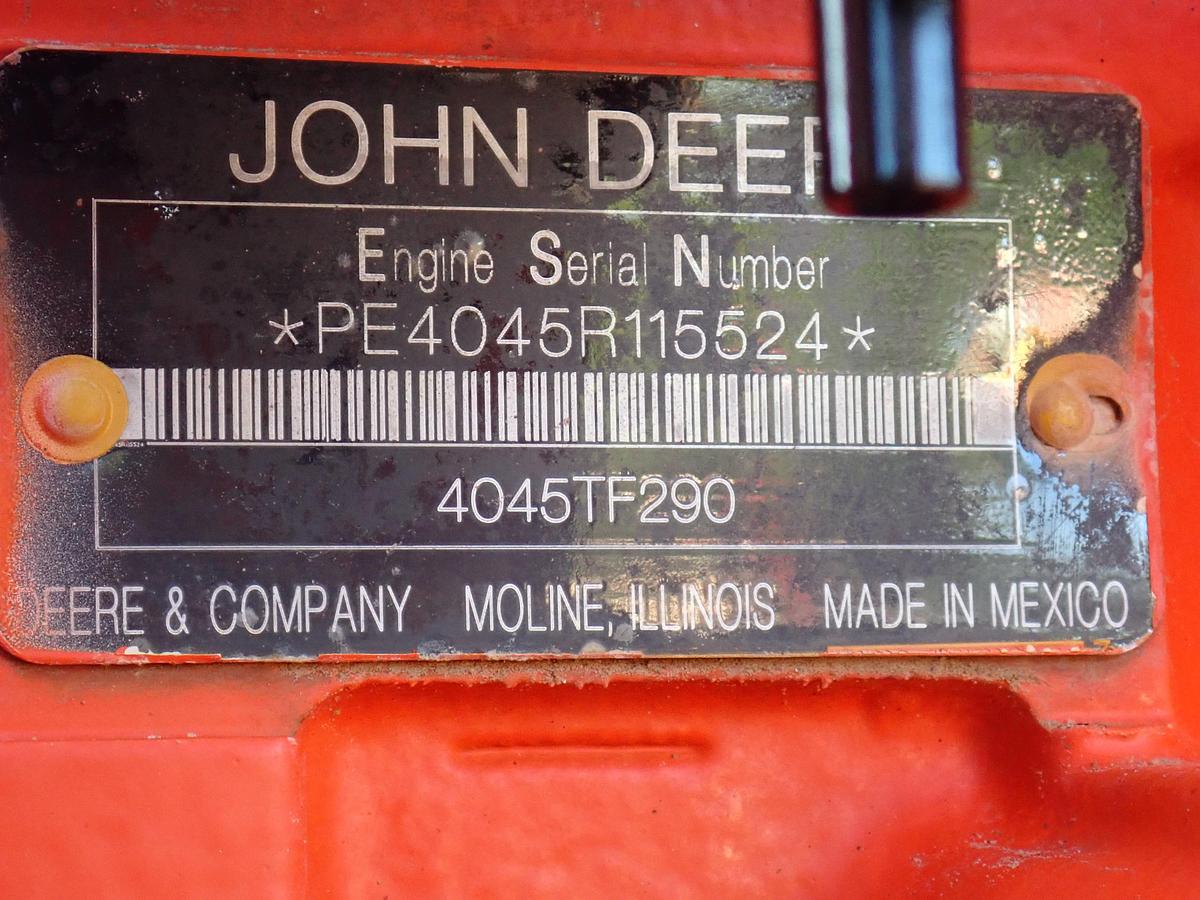 JOHN DEER
Engine Serial Number
*PE4045R115524*
4045TF290
DEERE & COMPANY MOLINE, ILLINOIS MADE IN MEXICO